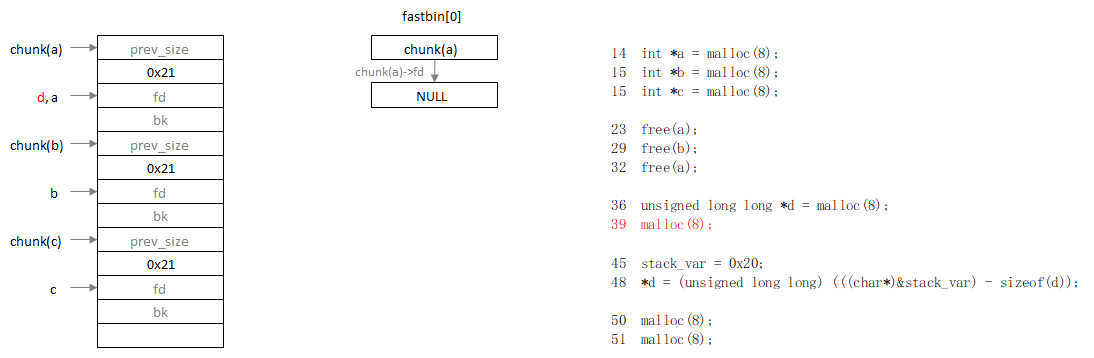 fastbin[0]
chunk(a)
chunk(a)->fd
NULL
chunk(a)
prev_size
0x21
d, a
fd
bk
chunk(b)
prev_size
0x21
b
fd
bk
chunk(c)
prev_size
0x21
c
fd
bk
14 int *a = malloc(8);
15 int *b = malloc(8);
15 int *c = malloc(8);
23 free(a);
29 free(b);
32 free(a);
36 unsigned long long *d = malloc(8);
39 malloc(8);
45 stack_var = 0x20;
48 *d = (unsigned long long) (((char*)&stack_var) - sizeof(d));
50 malloc(8);
51 malloc(8);